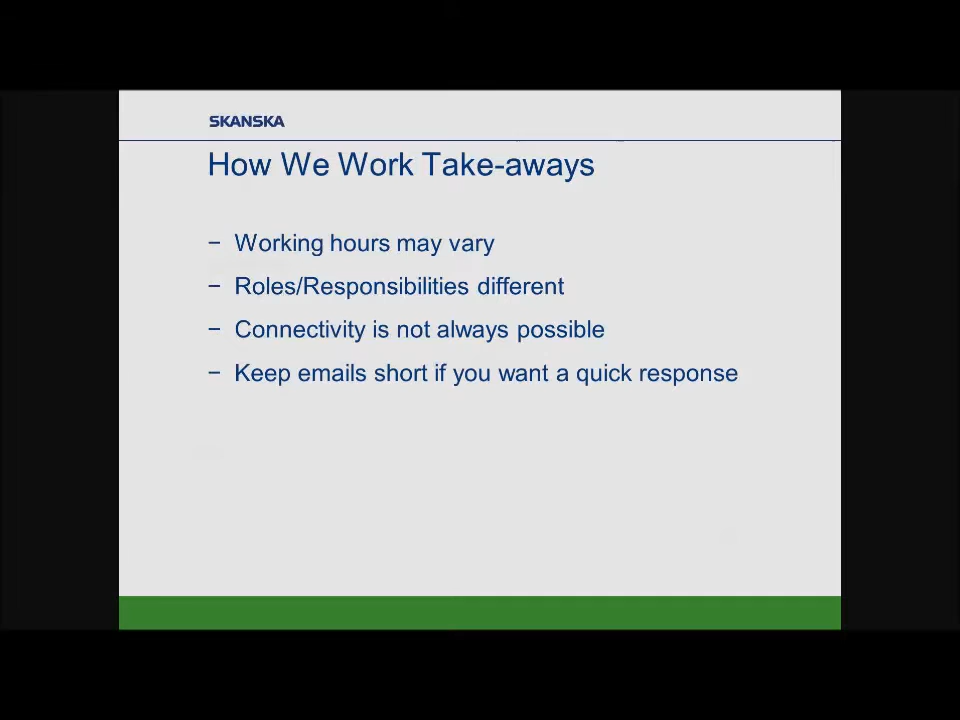 SKANSKA
How We Work Take-aways
− Working hours may vary
− Roles/Responsibilities different
− Connectivity is not always possible
− Keep emails short if you want a quick response